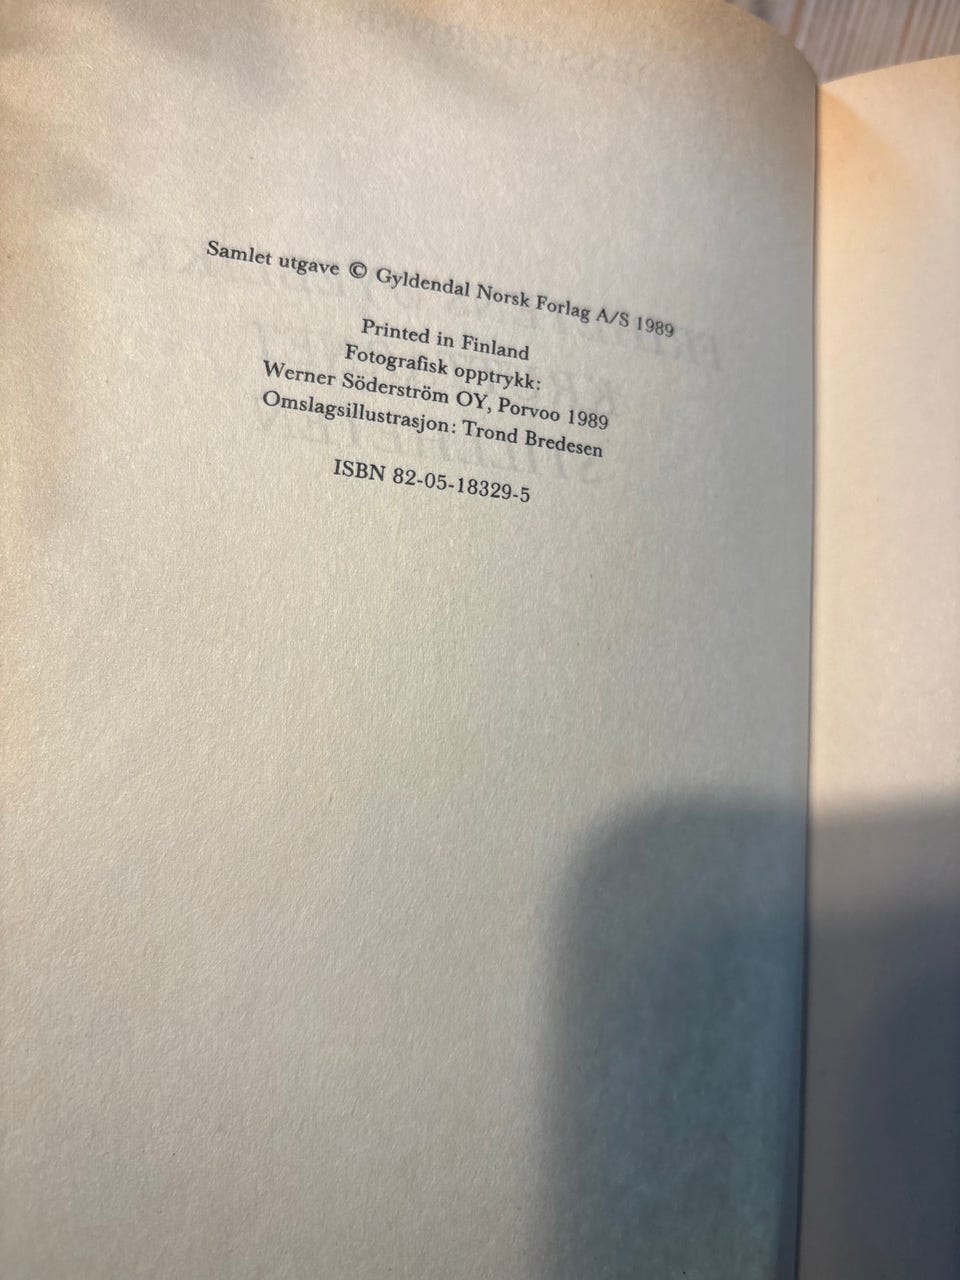 Samlet utgave © Gyldendal Norsk Forlag A/S 1989
Printed in Finland
Fotografisk opptrykk:
Werner Söderström OY, Porvoo 1989
Omslagsillustrasjon: Trond Bredesen
ISBN 82-05-18329-5